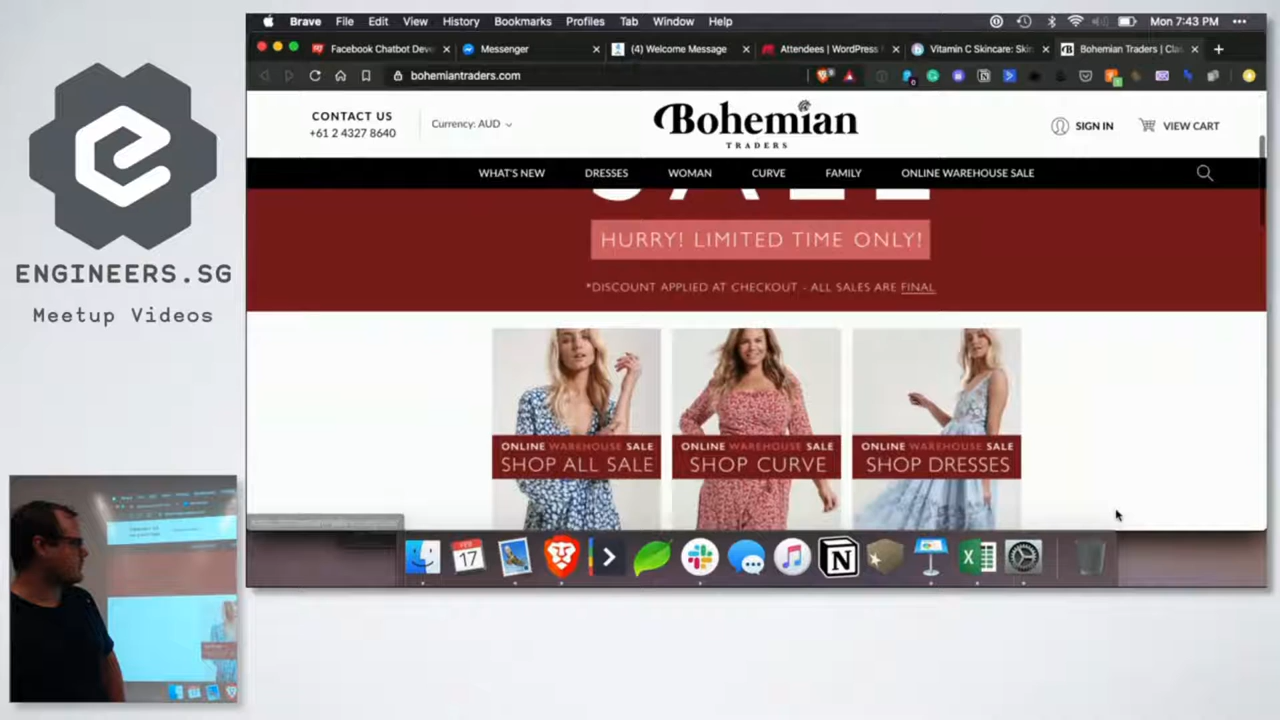 ENGINEERS.SG
Meetup Videos
Brave File Edit View History Bookmarks Profiles Tab Window Help
Mon 7:43 PM
Facebook Chatbot Deve
Messenger
(4) Welcome Message
Attendees | WordPress
Vitamin C Skincare: Skin
Bohemian Traders | Clas
bohemiantraders.com
CONTACT US
+61 2 4327 8640
Currency: AUD
Bohemian
TRADERS
SIGN IN
VIEW CART
WHAT'S NEW DRESSES WOMAN CURVE FAMILY ONLINE WAREHOUSE SALE
SALE
HURRY! LIMITED TIME ONLY!
*DISCOUNT APPLIED AT CHECKOUT - ALL SALES ARE FINAL
ONLINE WAREHOUSE SALE
SHOP ALL SALE
ONLINE WAREHOUSE SALE
SHOP CURVE
ONLINE WAREHOUSE SALE
SHOP DRESSES
FEB
17